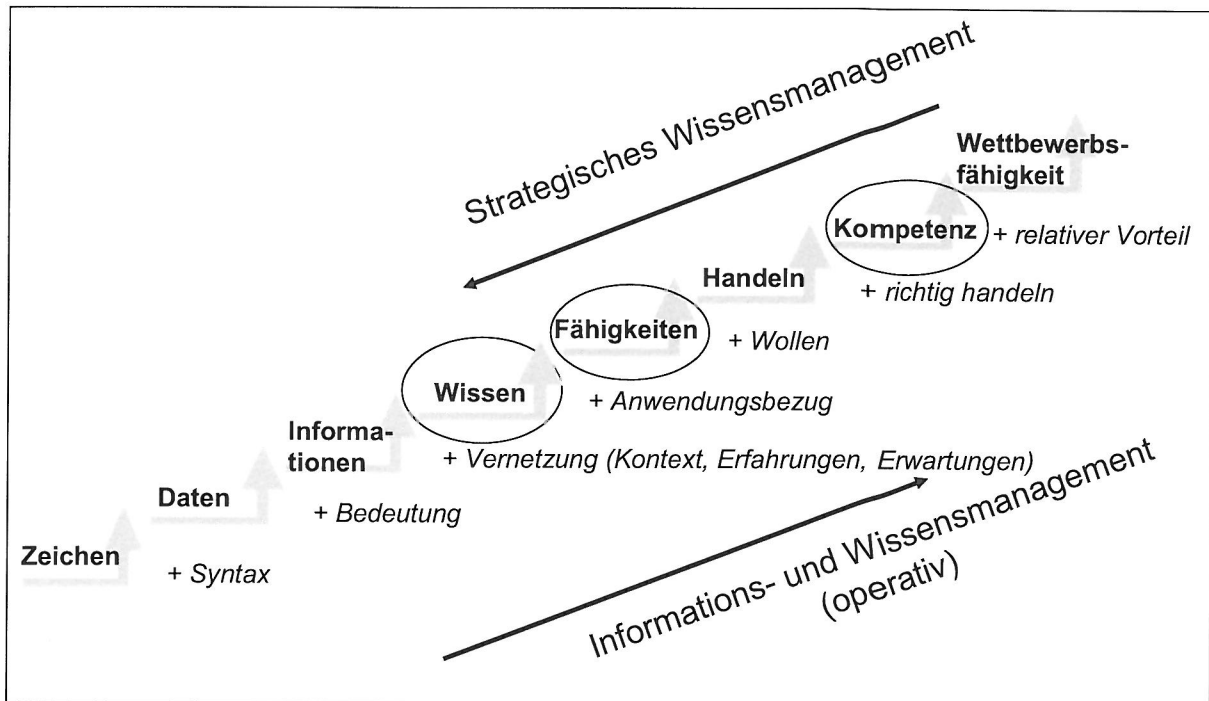 Strategisches Wissensmanagement
Wettbewerbs-
fähigkeit
Kompetenz
+ relativer Vorteil
Handeln
+ richtig handeln
Fähigkeiten
+ Wollen
Wissen
+ Anwendungsbezug
Informa-
tionen
+ Vernetzung (Kontext, Erfahrungen, Erwartungen)
Daten
+ Bedeutung
Zeichen
+ Syntax
Informations- und Wissensmanagement
(operativ)